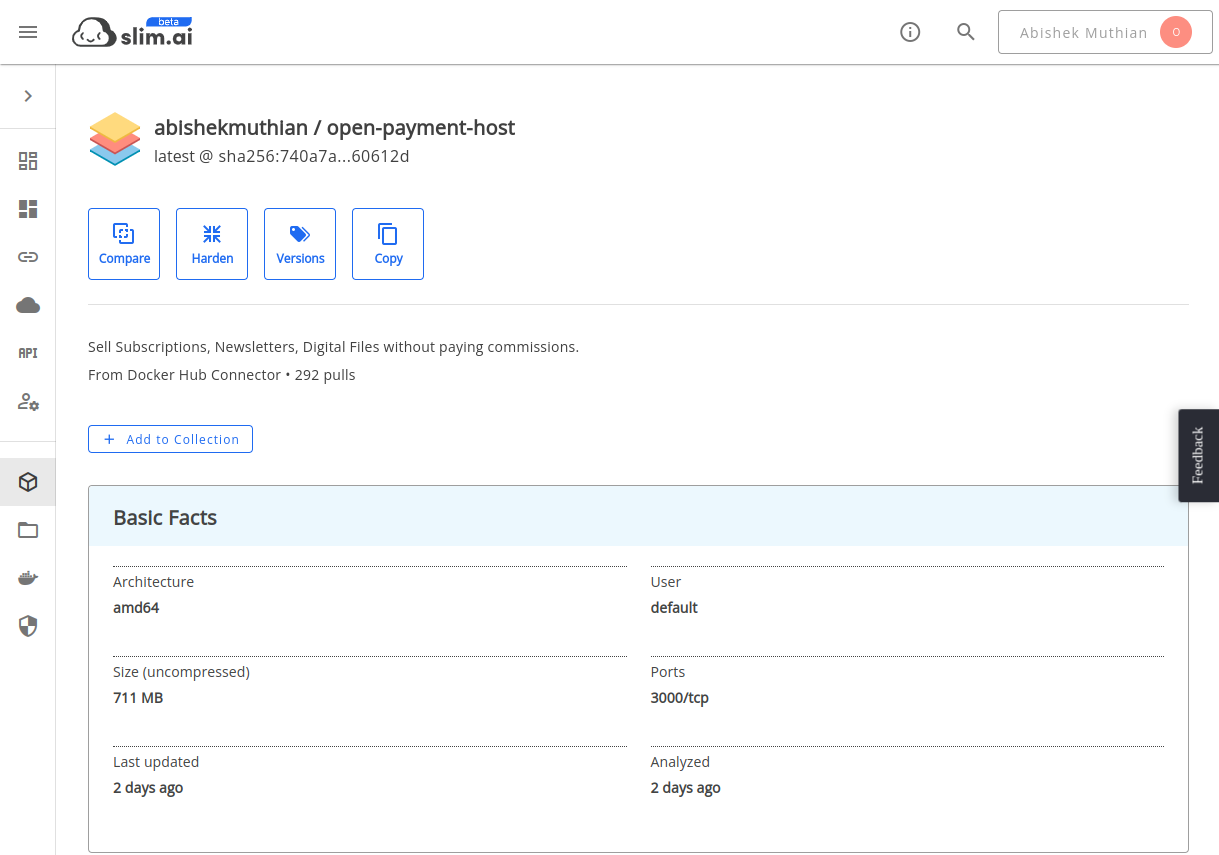 beta
slim.ai
Abishek Muthian
O
abishekmuthian / open-payment-host
latest @ sha256:740a7a...60612d
Compare
Harden
Versions
Copy
API
Sell Subscriptions, Newsletters, Digital Files without paying commissions.
From Docker Hub Connector • 292 pulls
+ Add to Collection
Feedback
Basic Facts
Architecture
amd64
User
default
Size (uncompressed)
711 MB
Ports
3000/tcp
Last updated
2 days ago
Analyzed
2 days ago